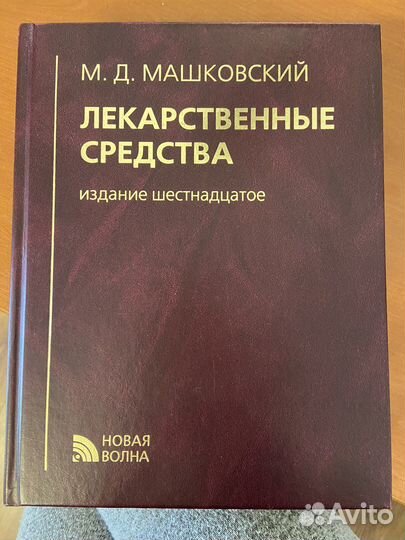 М. Д. МАШКОВСКИЙ
ЛЕКАРСТВЕННЫЕ
СРЕДСТВА
издание шестнадцатое
НОВАЯ
ВОЛНА
Avito